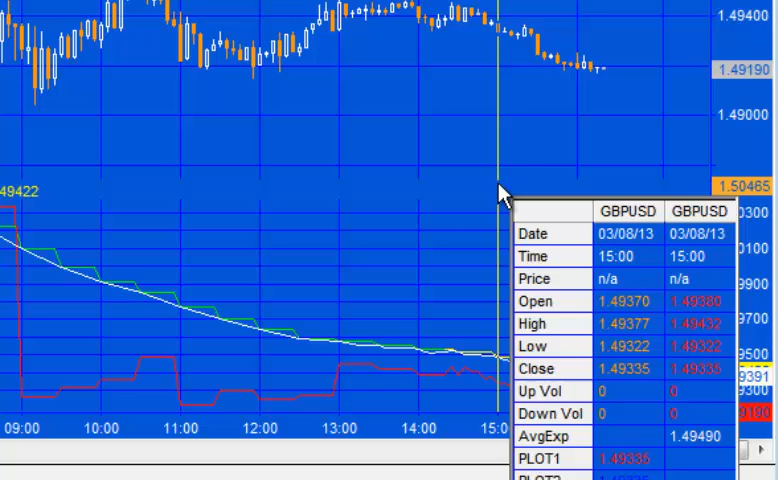 1.49400
1.49190
1.49000
1.50465
49422
GBPUSD GBPUSD
0300
Date 03/08/13 03/08/13
0100
Time 15:00 15:00
Price n/a n/a
9900
Open 1.49370 1.49380
9700
High 1.49377 1.49432
Low 1.49322 1.49322
9500
Close 1.49335 1.49335
9391
Up Vol 0 0
9300
Down Vol 0 0
9190
09:00 10:00 11:00 12:00 13:00 14:00 15:0
AvgExp 1.49490
PLOT1 1.49335